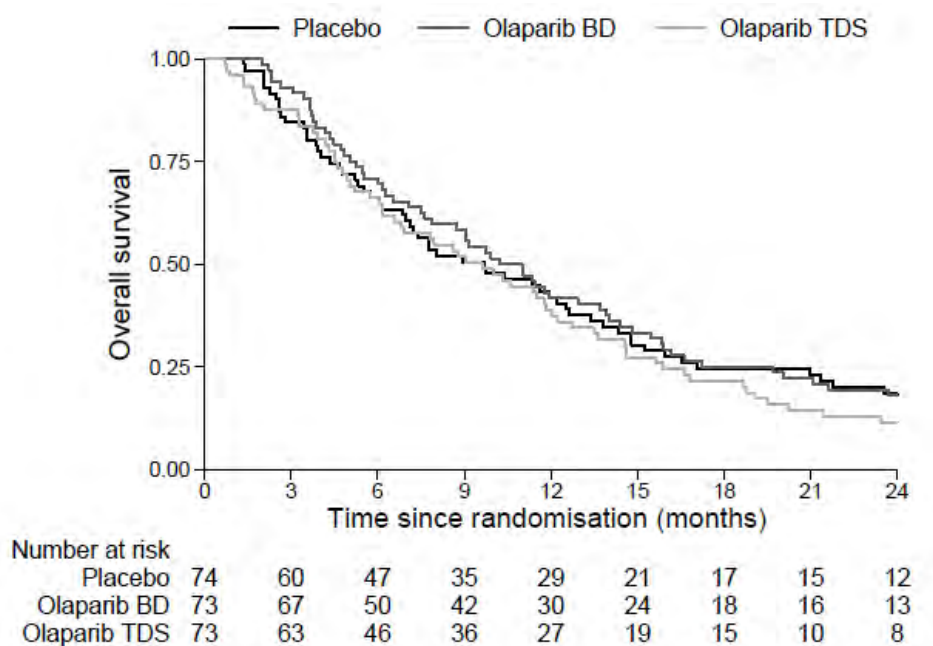 Placebo Olaparib BD Olaparib TDS
1.00
0.75
0.50
0.25
0.00
Overall survival
0 3 6 9 12 15 18 21 24
Time since randomisation (months)
Number at risk
Placebo 74 60 47 35 29 21 17 15 12
Olaparib BD 73 67 50 42 30 24 18 16 13
Olaparib TDS 73 63 46 36 27 19 15 10 8